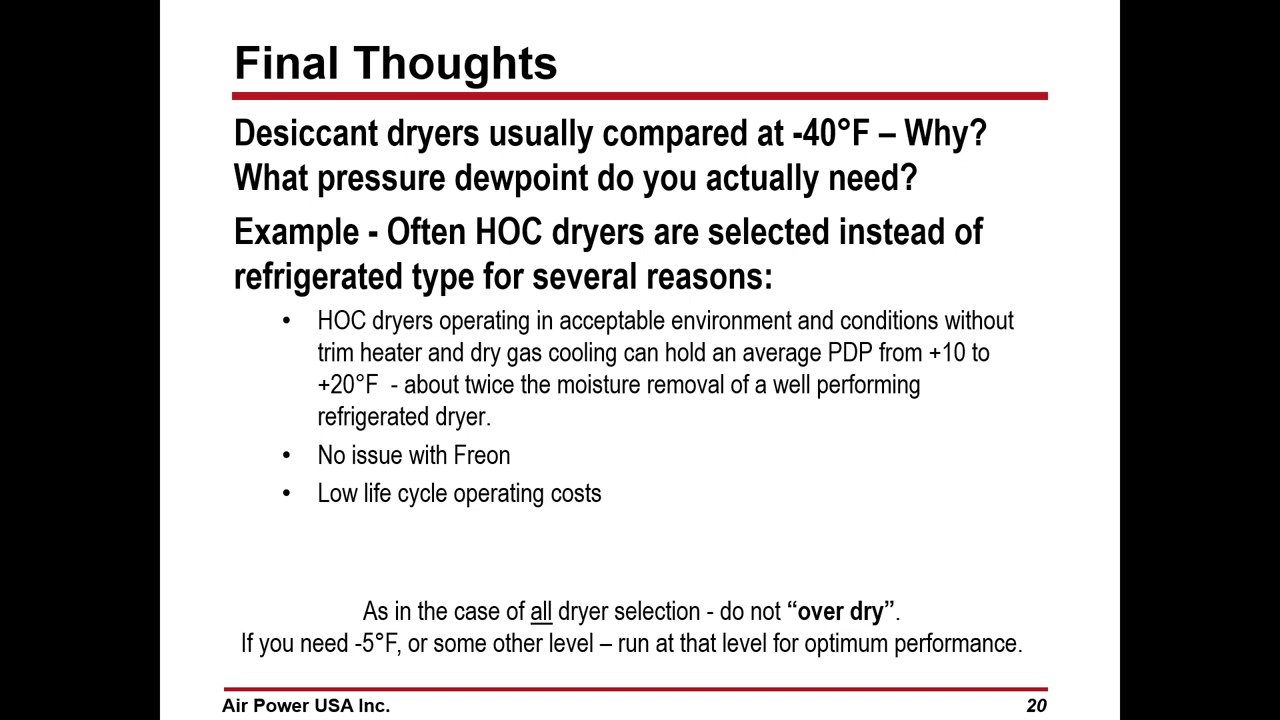 Final Thoughts
Desiccant dryers usually compared at -40°F – Why?
What pressure dewpoint do you actually need?
Example - Often HOC dryers are selected instead of
refrigerated type for several reasons:
• HOC dryers operating in acceptable environment and conditions without
trim heater and dry gas cooling can hold an average PDP from +10 to
+20°F  - about twice the moisture removal of a well performing
refrigerated dryer.
• No issue with Freon
• Low life cycle operating costs
As in the case of all dryer selection - do not “over dry”.
If you need -5°F, or some other level – run at that level for optimum performance.
Air Power USA Inc.
20